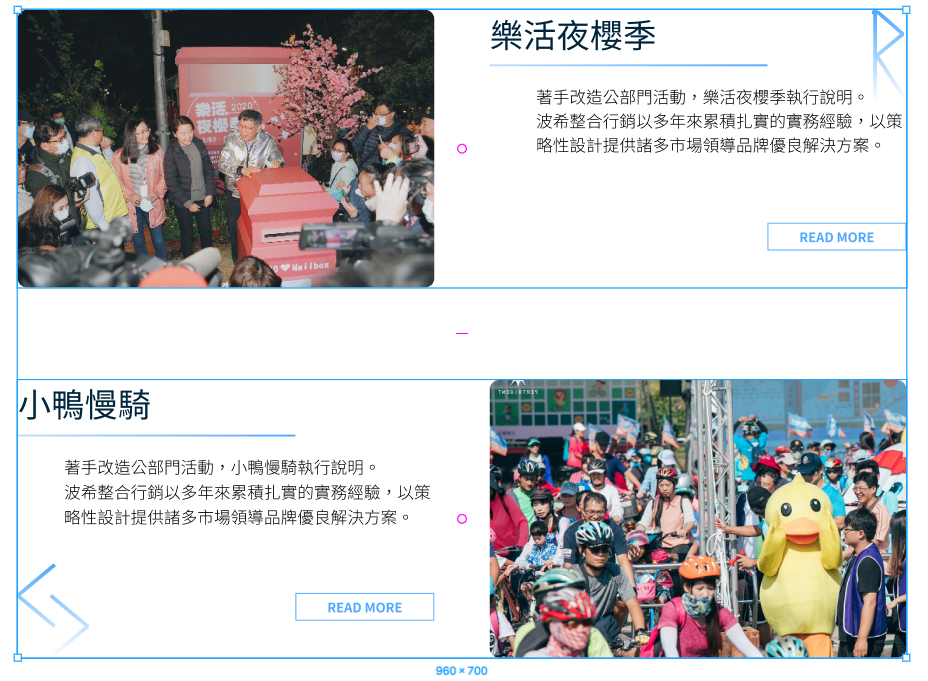 樂活
2020
夜櫻季
Mailbox
樂活夜櫻季
著手改造公部門活動，樂活夜櫻季執行說明。
波希整合行銷以多年來累積扎實的實務經驗，以策
略性設計提供諸多市場領導品牌優良解決方案。
READ MORE
小鴨慢騎
著手改造公部門活動，小鴨慢騎執行說明。
波希整合行銷以多年來累積扎實的實務經驗，以策
略性設計提供諸多市場領導品牌優良解決方案。
READ MORE
960 × 700